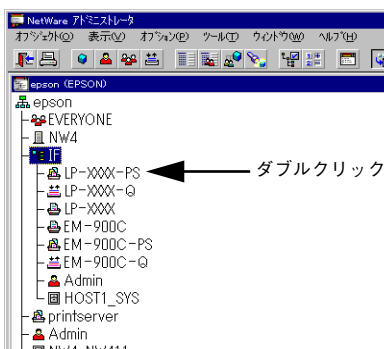 NetWare ｱﾄﾞﾐﾆｽﾄﾚｰﾀ
ｵﾌﾞｼﾞｪｸﾄ(O) 表示(V) ｵﾌﾟｼｮﾝ(P) ﾂｰﾙ(T) ｳｨﾝﾄﾞｳ(W) ﾍﾙﾌﾟ(H)
epson (EPSON)
epson
EVERYONE
NW4
IF
LP-XXX-PS
ダブルクリック
LP-XXX-Q
LP-XXX
EM-900C
EM-900C-PS
EM-900C-Q
Admin
HOST1_SYS
printserver
Admin